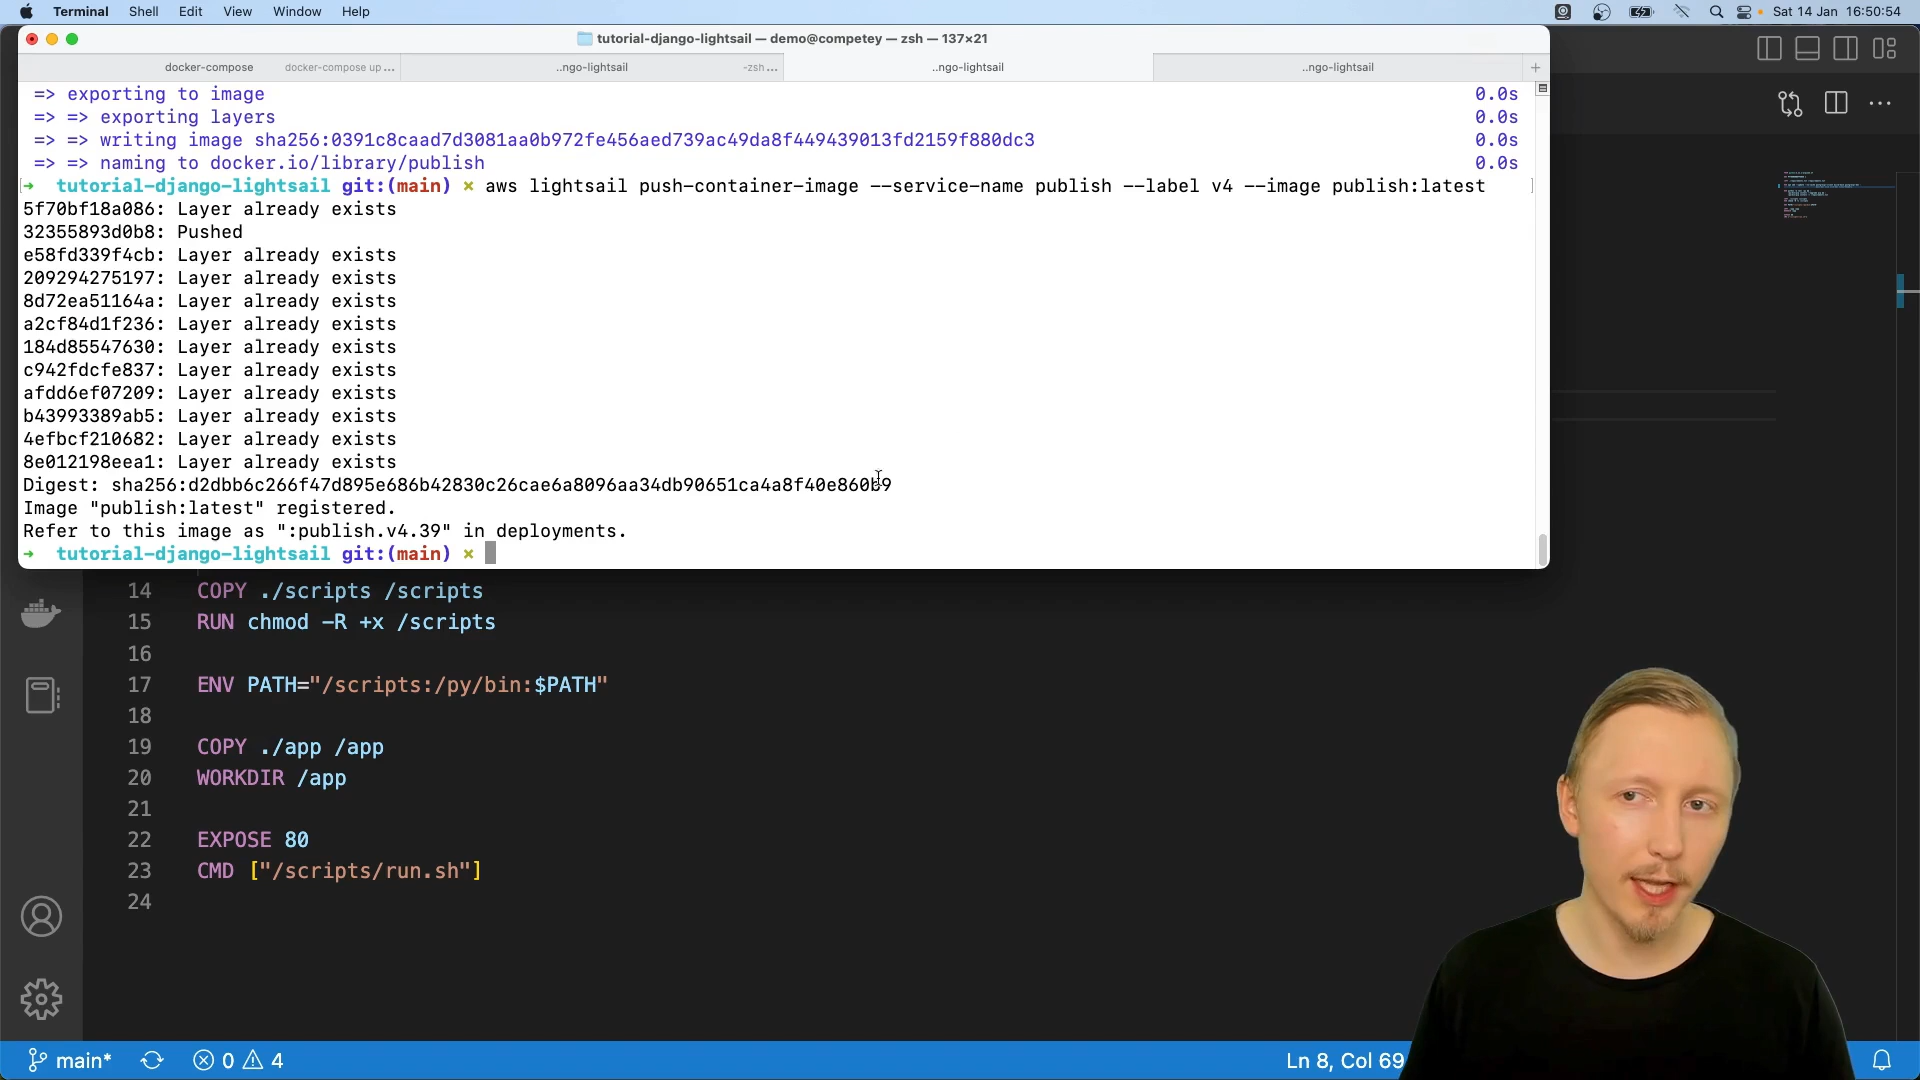 Terminal Shell Edit View Window Help Sat 14 Jan 16:50:54
tutorial-django-lightsail — demo@competey — zsh — 137×21
docker-compose docker-compose up ... ..ngo-lightsail -zsh ... ..ngo-lightsail ..ngo-lightsail +
=> exporting to image 0.0s
=> => exporting layers 0.0s
=> => writing image sha256:0391c8caad7d3081aa0b972fe456aed739ac49da8f449439013fd2159f880dc3 0.0s
=> => naming to docker.io/library/publish 0.0s
→ tutorial-django-lightsail git:(main) × aws lightsail push-container-image --service-name publish --label v4 --image publish:latest
5f70bf18a086: Layer already exists
32355893d0b8: Pushed
e58fd339f4cb: Layer already exists
209294275197: Layer already exists
8d72ea51164a: Layer already exists
a2cf84d1f236: Layer already exists
184d85547630: Layer already exists
c942fdcfe837: Layer already exists
afdd6ef07209: Layer already exists
b43993389ab5: Layer already exists
4efbcf210682: Layer already exists
8e012198eea1: Layer already exists
Digest: sha256:d2dbb6c266f47d895e686b42830c26cae6a8096aa34db90651ca4a8f40e860b9
Image "publish:latest" registered.
Refer to this image as ":publish.v4.39" in deployments.
→ tutorial-django-lightsail git:(main) ×
14 COPY ./scripts /scripts
15 RUN chmod -R +x /scripts
16
17 ENV PATH="/scripts:/py/bin:$PATH"
18
19 COPY ./app /app
20 WORKDIR /app
21
22 EXPOSE 80
23 CMD ["/scripts/run.sh"]
24
main* 0 4 Ln 8, Col 69